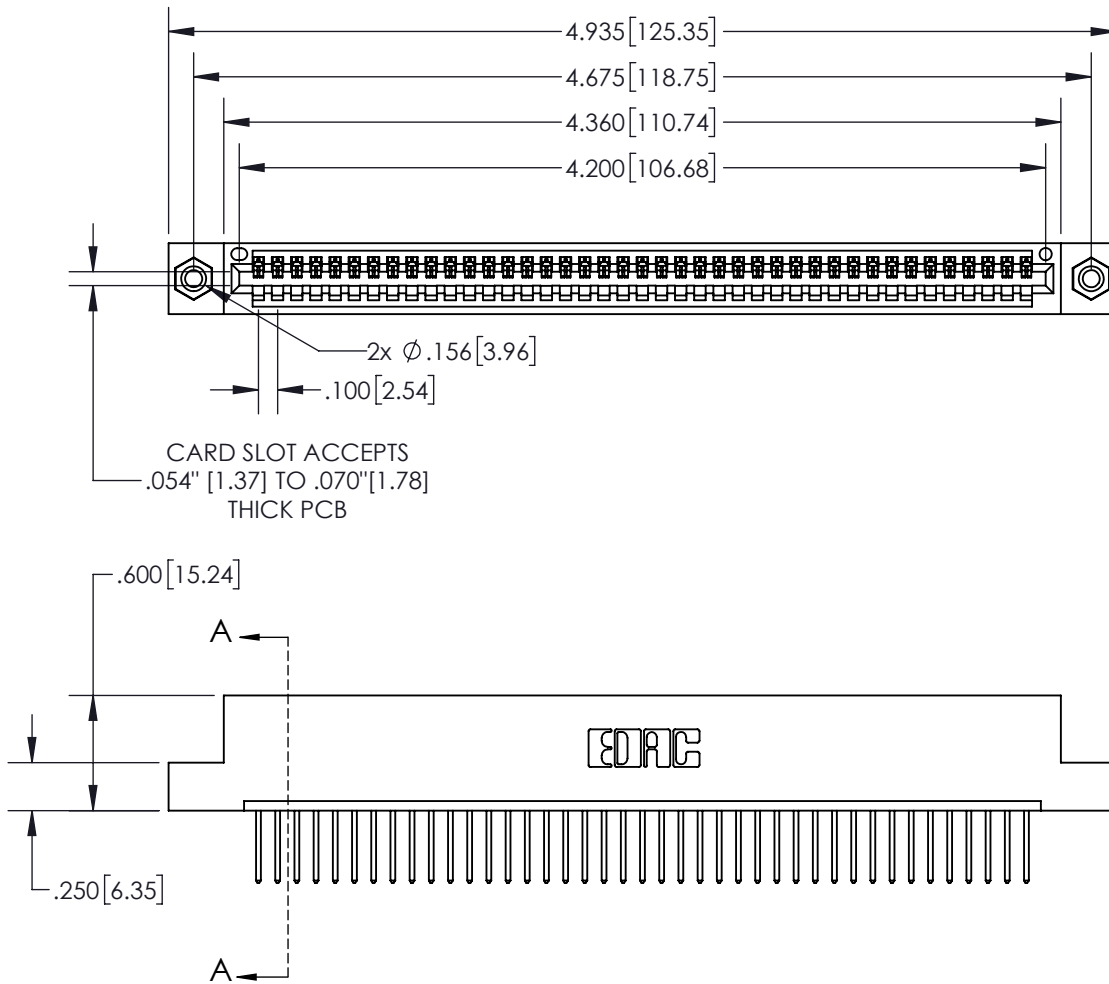 4.935[125.35]
4.675[118.75]
4.360[110.74]
4.200[106.68]
2x Ø.156[3.96]
.100[2.54]
CARD SLOT ACCEPTS
.054" [1.37] TO .070"[1.78]
THICK PCB
.600[15.24]
A
EDAC
.250[6.35]
A